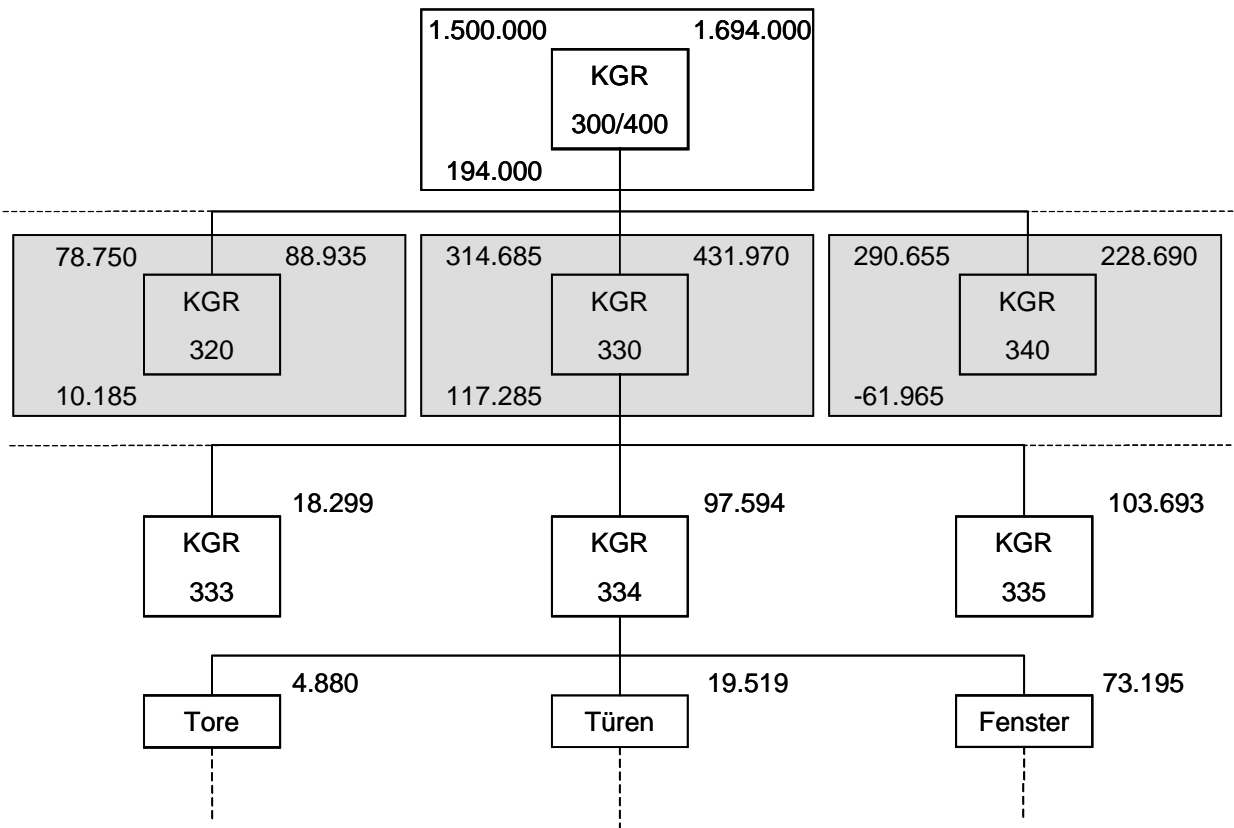 1.500.000 1.694.000
KGR
300/400
194.000
78.750 88.935 314.685 431.970 290.655 228.690
KGR KGR KGR
320 330 340
10.185 117.285 -61.965
18.299 97.594 103.693
KGR KGR KGR
333 334 335
4.880 19.519 73.195
Tore Türen Fenster